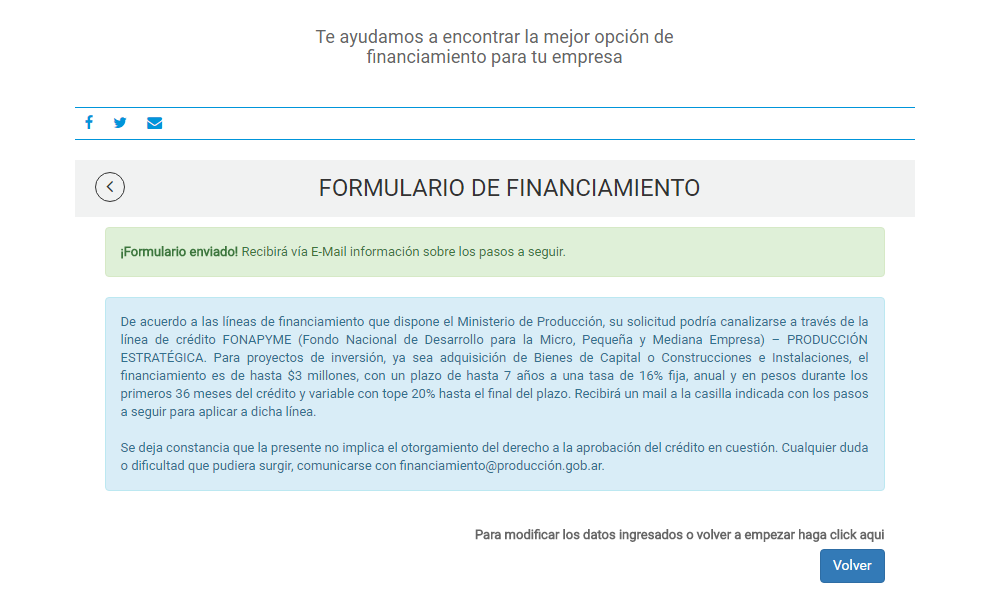 Te ayudamos a encontrar la mejor opción de
financiamiento para tu empresa
FORMULARIO DE FINANCIAMIENTO
¡Formulario enviado! Recibirá vía E-Mail información sobre los pasos a seguir.
De acuerdo a las líneas de financiamiento que dispone el Ministerio de Producción, su solicitud podría canalizarse a través de la
línea de crédito FONAPYME (Fondo Nacional de Desarrollo para la Micro, Pequeña y Mediana Empresa) – PRODUCCIÓN
ESTRATÉGICA. Para proyectos de inversión, ya sea adquisición de Bienes de Capital o Construcciones e Instalaciones, el
financiamiento es de hasta $3 millones, con un plazo de hasta 7 años a una tasa de 16% fija, anual y en pesos durante los
primeros 36 meses del crédito y variable con tope 20% hasta el final del plazo. Recibirá un mail a la casilla indicada con los pasos
a seguir para aplicar a dicha línea.
Se deja constancia que la presente no implica el otorgamiento del derecho a la aprobación del crédito en cuestión. Cualquier duda
o dificultad que pudiera surgir, comunicarse con financiamiento@producción.gob.ar.
Para modificar los datos ingresados o volver a empezar haga click aqui
Volver